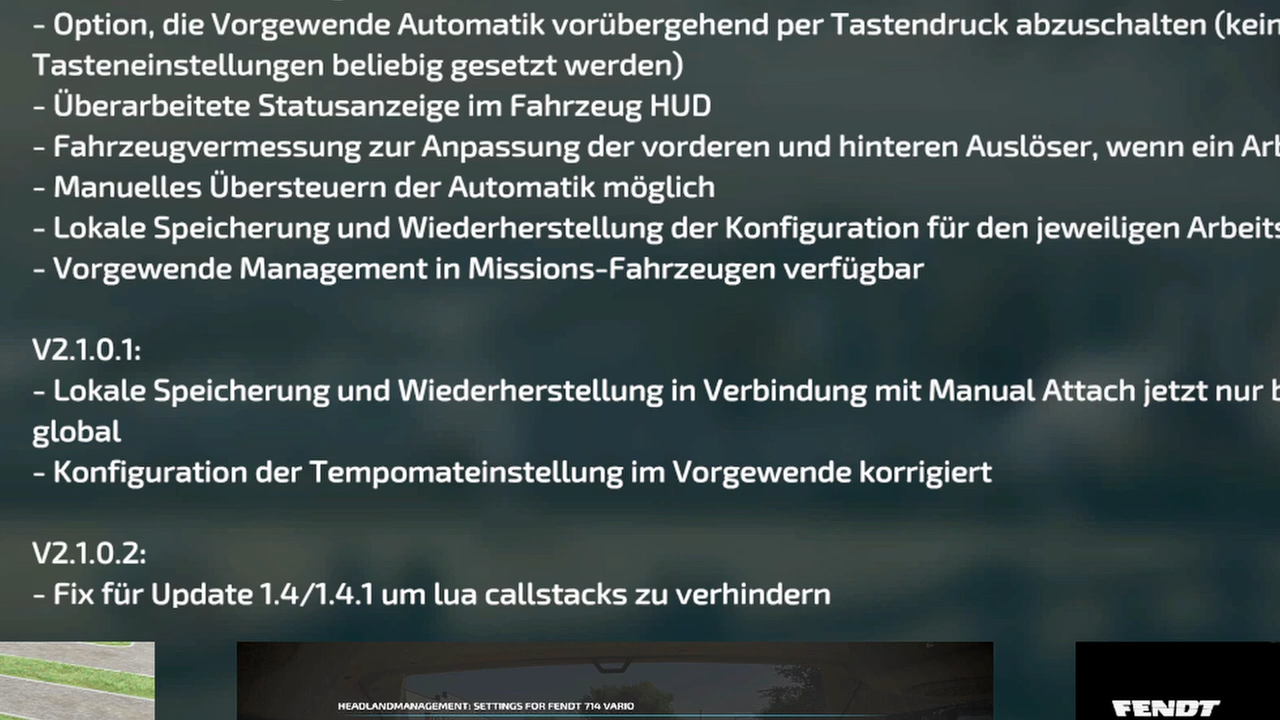 - Option, die Vorgewende Automatik vorübergehend per Tastendruck abzuschalten
Tasteneinstellungen beliebig gesetzt werden)
- Überarbeitete Statusanzeige im Fahrzeug HUD
- Fahrzeugvermessung zur Anpassung der vorderen und hinteren Auslöser, wenn ein
- Manuelles Übersteuern der Automatik möglich
- Lokale Speicherung und Wiederherstellung der Konfiguration für den jeweiligen
- Vorgewende Management in Missions-Fahrzeugen verfügbar
V2.1.0.1:
- Lokale Speicherung und Wiederherstellung in Verbindung mit Manual Attach jetzt nur
global
- Konfiguration der Tempomateinstellung im Vorgewende korrigiert
V2.1.0.2:
- Fix für Update 1.4/1.4.1 um lua callstacks zu verhindern
HEADLANDMANAGEMENT: SETTINGS FOR FENDT 714 VARIO
FENDT